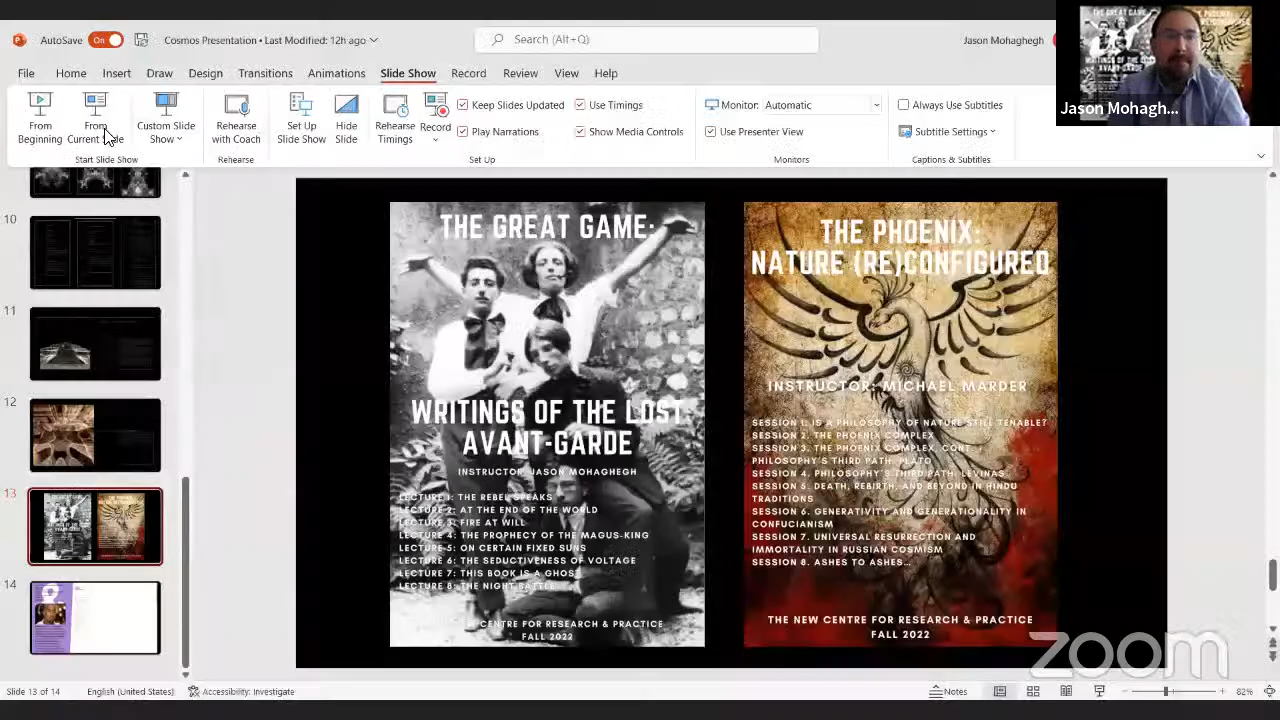 AutoSave On Cosmos Presentation • Last Modified: 12h ago Search (Alt+Q) Jason Mohaghegh
File Home Insert Draw Design Transitions Animations Slide Show Record Review View Help
From Beginning
From Current
Custom Slide Show
Rehearse with Coach
Set Up Slide Show
Hide Slide
Rehearse Timings
Record
Keep Slides Updated
Play Narrations
Use Timings
Show Media Controls
Monitor: Automatic
Use Presenter View
Always Use Subtitles
Subtitle Settings
Start Slide Show Rehearse Set Up Monitors Captions & Subtitles
Jason Mohagh...
10
11
12
13
14
THE GREAT GAME:
WRITINGS OF THE LOST
AVANT-GARDE
INSTRUCTOR: JASON MOHAGHEGH
LECTURE 1: THE REBEL SPEAKS
LECTURE 2: AT THE END OF THE WORLD
LECTURE 3: FIRE AT WILL
LECTURE 4: THE PROPHECY OF THE MAGUS-KING
LECTURE 5: ON CERTAIN FIXED SUNS
LECTURE 6: THE SEDUCTIVENESS OF VOLTAGE
LECTURE 7: THIS BOOK IS A GHOST
LECTURE 8: THE NIGHT BATTLE
CENTRE FOR RESEARCH & PRACTICE
FALL 2022
THE PHOENIX:
NATURE (RE)CONFIGURED
INSTRUCTOR: MICHAEL MARDER
SESSION 1. IS A PHILOSOPHY OF NATURE STILL TENABLE?
SESSION 2. THE PHOENIX COMPLEX
SESSION 3. THE PHOENIX COMPLEX, CONT.
PHILOSOPHY'S THIRD PATH: PLATO
SESSION 4. PHILOSOPHY'S THIRD PATH: LEVINAS
SESSION 5. DEATH, REBIRTH, AND BEYOND IN HINDU
TRADITIONS
SESSION 6. GENERATIVITY AND GENERATIONALITY IN
CONFUCIANISM
SESSION 7. UNIVERSAL RESURRECTION AND
IMMORTALITY IN RUSSIAN COSMISM
SESSION 8. ASHES TO ASHES...
THE NEW CENTRE FOR RESEARCH & PRACTICE
FALL 2022
zoom
Slide 13 of 14 English (United States) Accessibility: Investigate Notes 82%